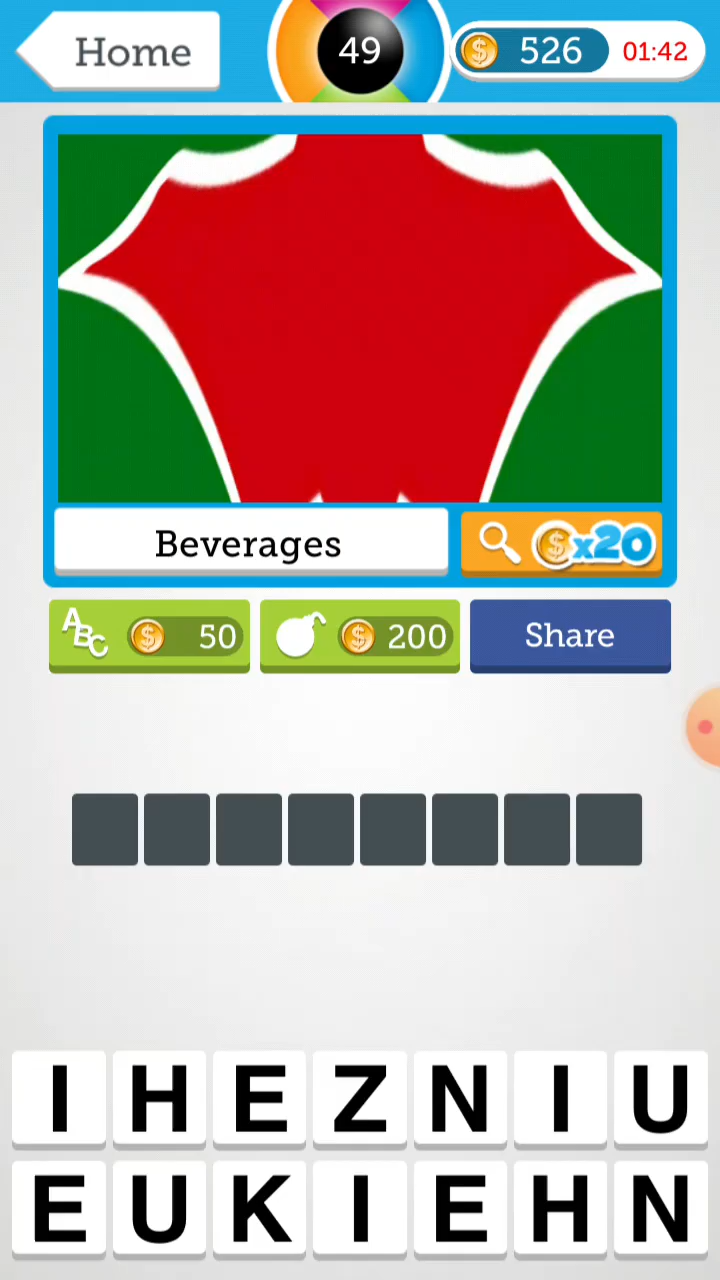 Home 49 $ 526 01:42
Beverages $ x20
ABC $ 50 $ 200 Share
I H E Z N I U
E U K I E H N